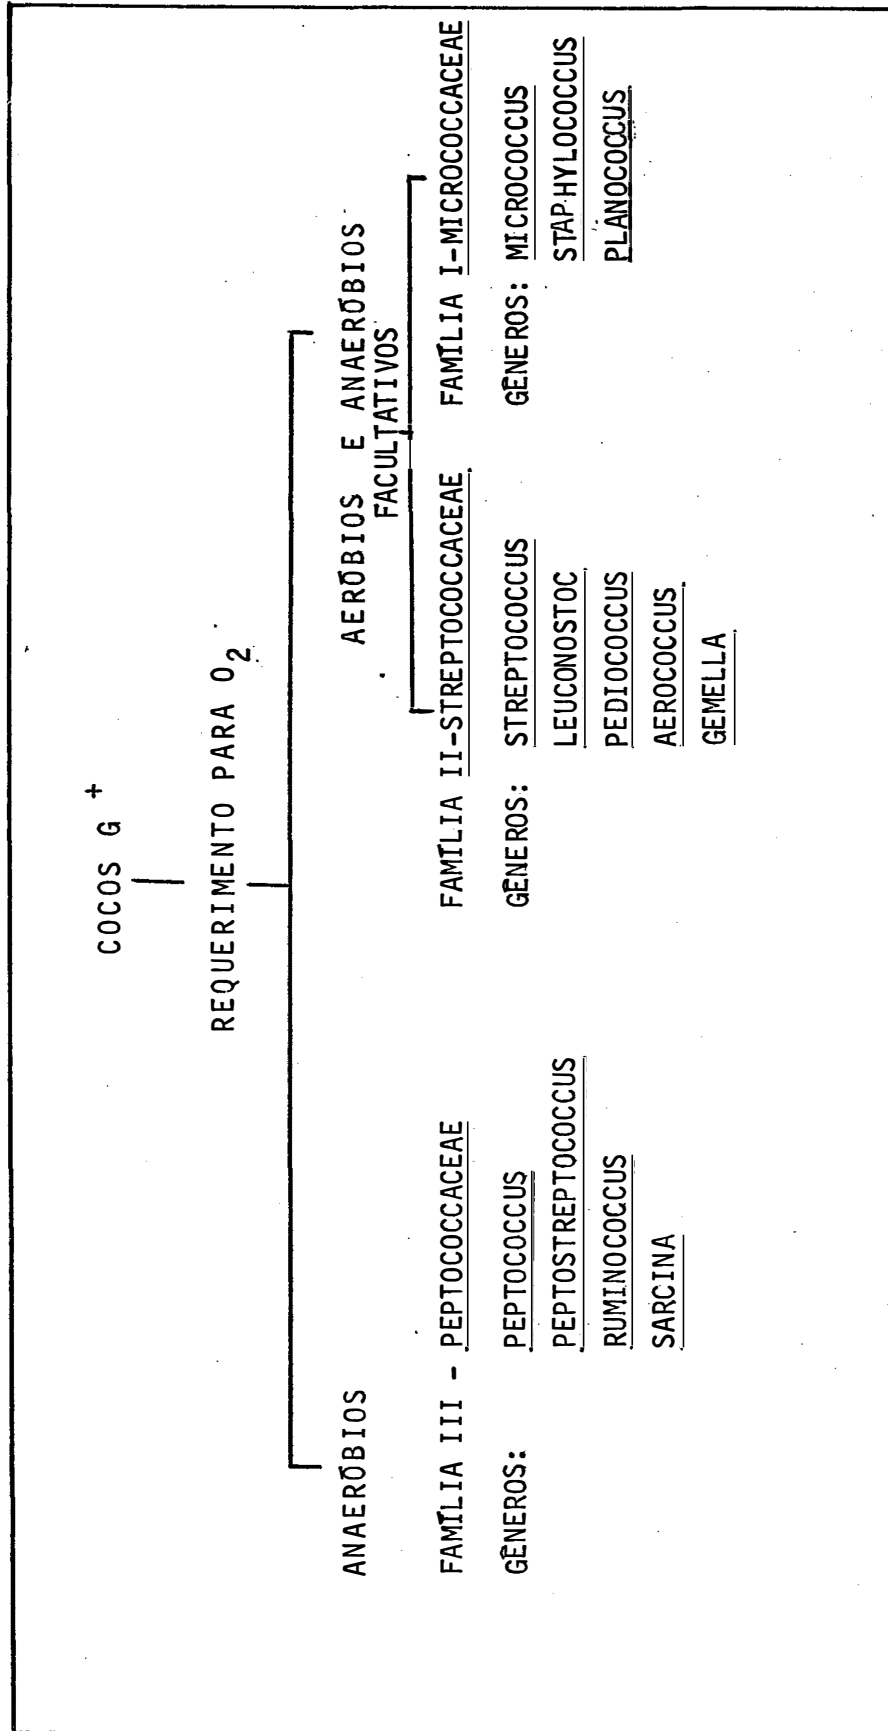 COCOS G +
REQUERIMENTO PARA O2
ANAERÓBIOS
FAMÍLIA III - PEPTOCOCCACEAE
GÊNEROS:
PEPTOCOCCUS
PEPTOSTREPTOCOCCUS
RUMINOCOCCUS
SARCINA
AERÓBIOS E ANAERÓBIOS
FACULTATIVOS
FAMÍLIA II-STREPTOCOCCACEAE
GÊNEROS: STREPTOCOCCUS
LEUCONOSTOC
PEDIOCOCCUS
AEROCOCCUS
GEMELLA
FAMÍLIA I-MICROCOCCACEAE
GÊNEROS: MICROCOCCUS
STAPHYLOCOCCUS
PLANOCOCCUS